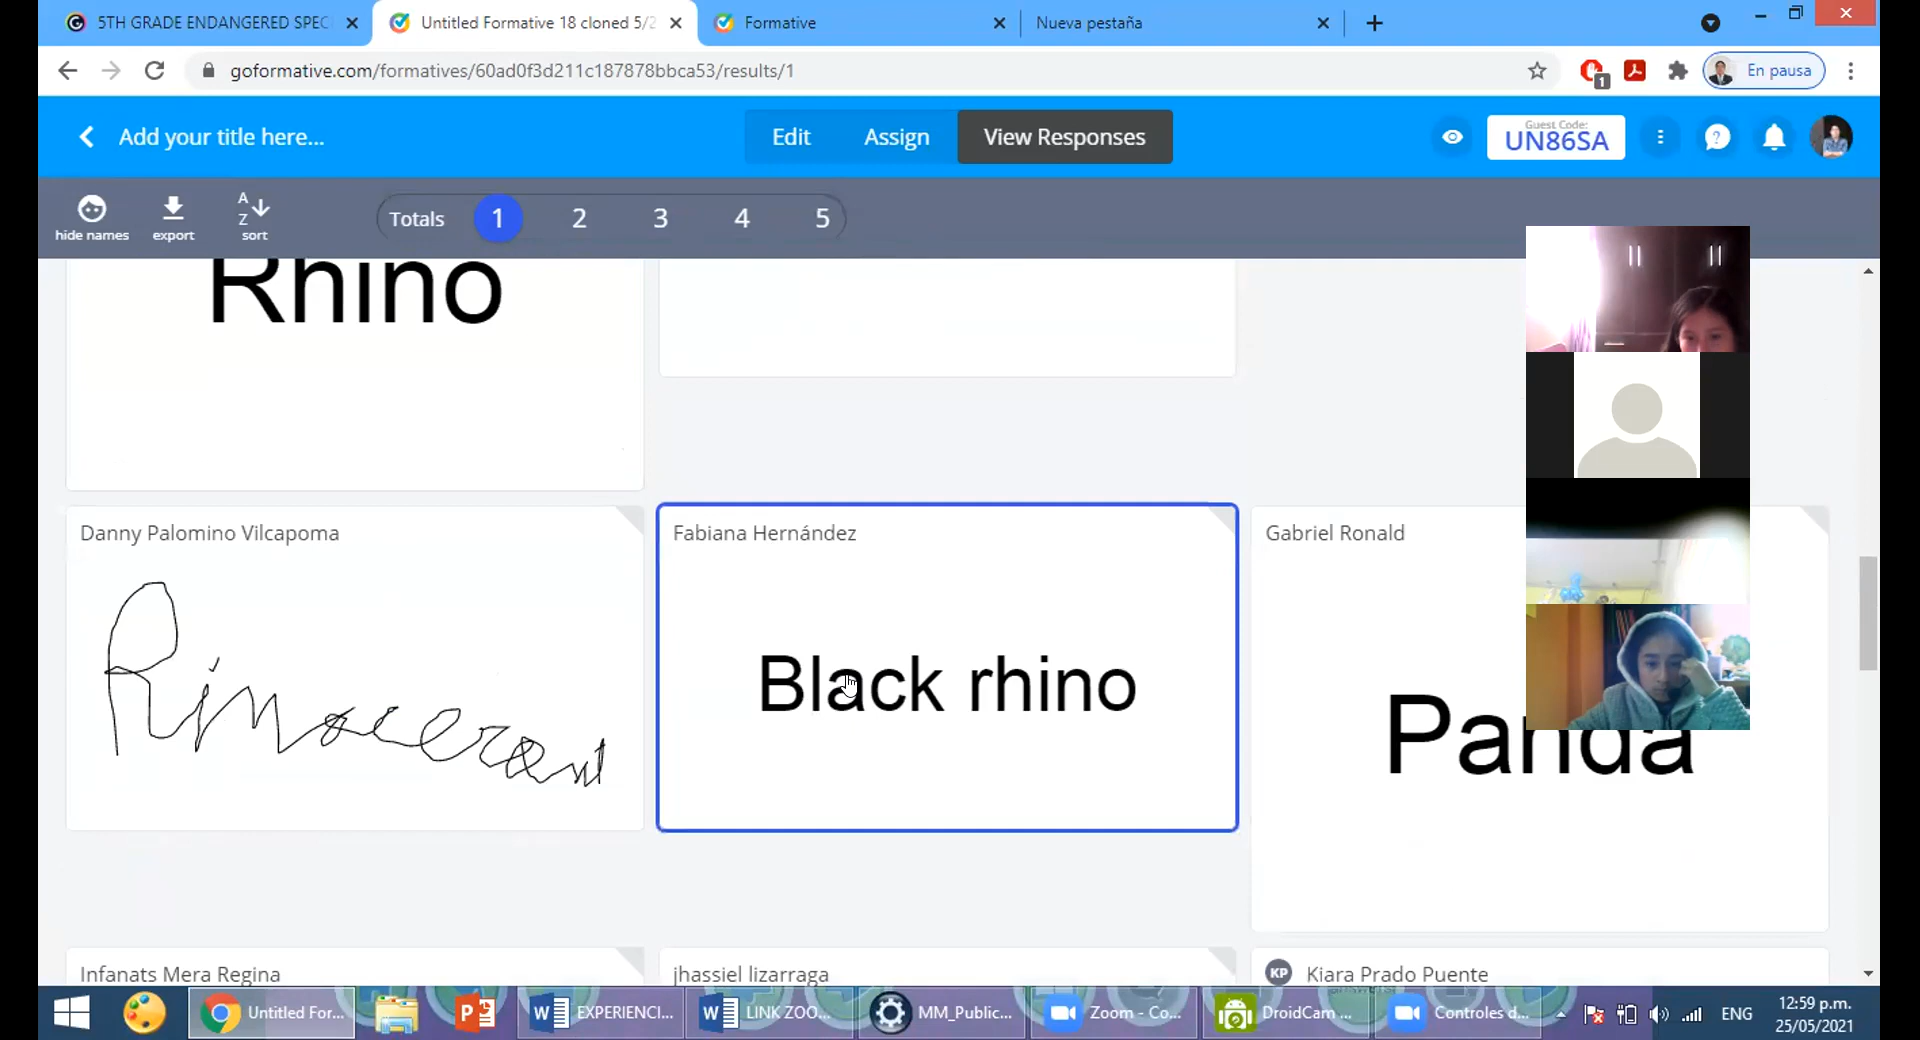 5TH GRADE ENDANGERED SPEC
Untitled Formative 18 cloned 5/2
Formative
Nueva pestaña
goformative.com/formatives/60ad0f3d211c187878bbca53/results/1
1
En pausa
Add your title here...
Edit
Assign
View Responses
Guest Code:
UN86SA
hide names
export
A
Z
sort
Totals
1
2
3
4
5
Rhino
Danny Palomino Vilcapoma
Fabiana Hernández
Black rhino
Gabriel Ronald
Panda
Infanats Mera Regina
jhassiel lizarraga
KP
Kiara Prado Puente
Untitled For...
EXPERIENCI...
LINK ZOO...
MM_Public...
Zoom - Co...
DroidCam ...
Controles d...
ENG
12:59 p.m.
25/05/2021